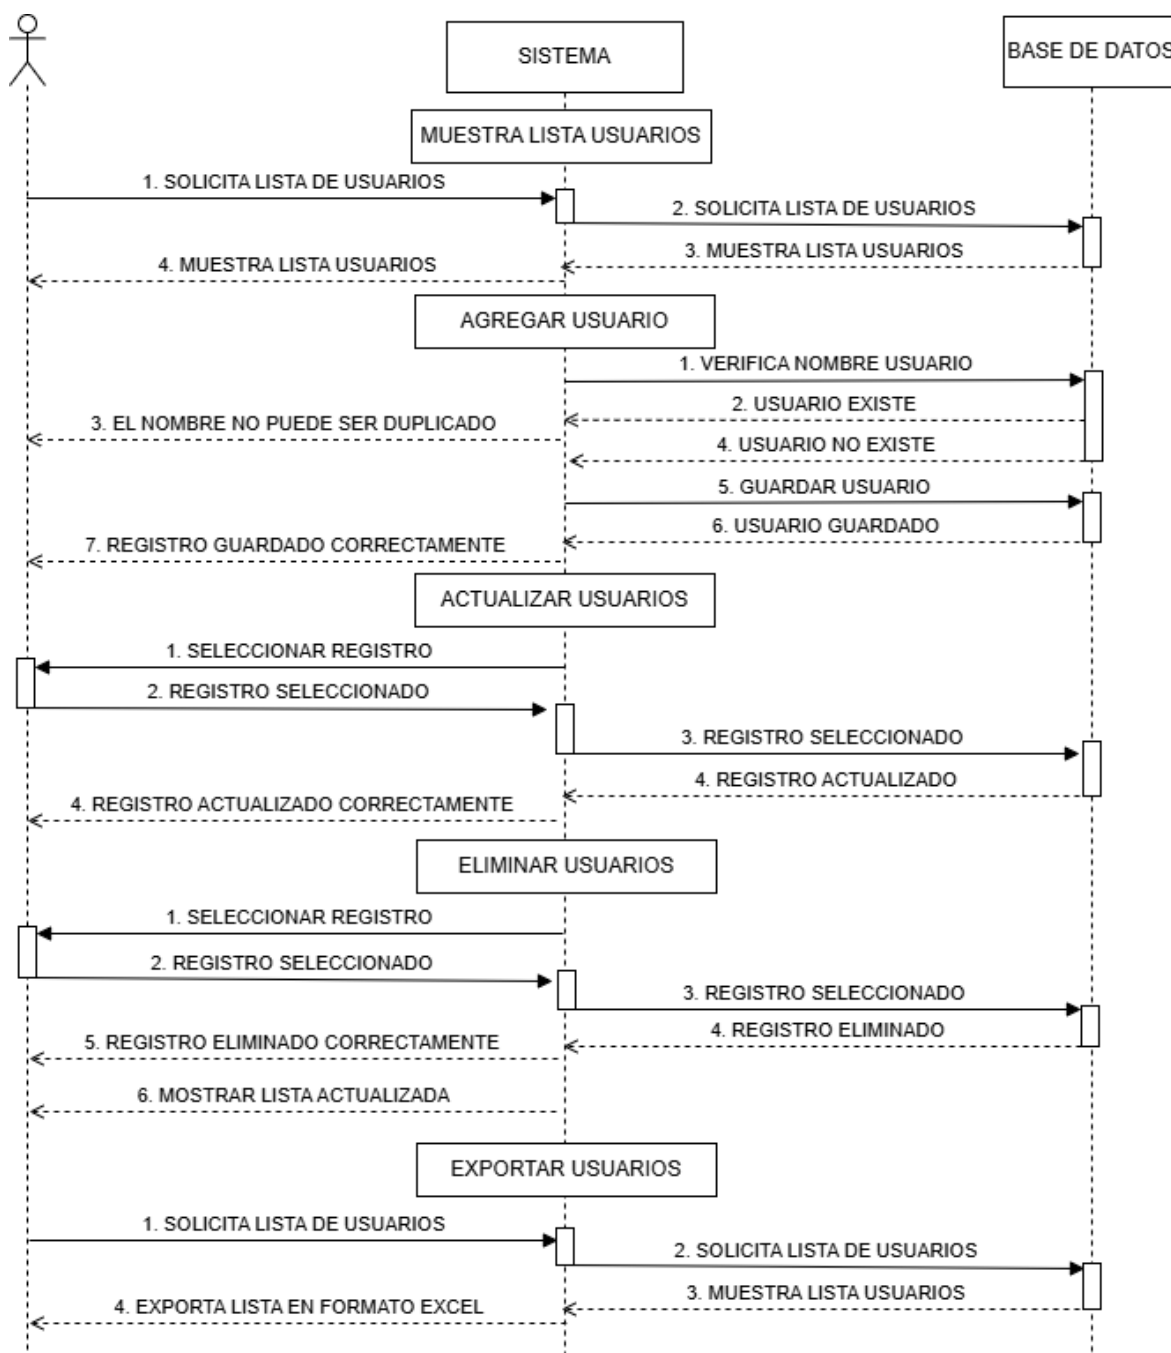 SISTEMA
BASE DE DATOS
MUESTRA LISTA USUARIOS
1. SOLICITA LISTA DE USUARIOS
2. SOLICITA LISTA DE USUARIOS
3. MUESTRA LISTA USUARIOS
4. MUESTRA LISTA USUARIOS
AGREGAR USUARIO
1. VERIFICA NOMBRE USUARIO
2. USUARIO EXISTE
3. EL NOMBRE NO PUEDE SER DUPLICADO
4. USUARIO NO EXISTE
5. GUARDAR USUARIO
6. USUARIO GUARDADO
7. REGISTRO GUARDADO CORRECTAMENTE
ACTUALIZAR USUARIOS
1. SELECCIONAR REGISTRO
2. REGISTRO SELECCIONADO
3. REGISTRO SELECCIONADO
4. REGISTRO ACTUALIZADO
4. REGISTRO ACTUALIZADO CORRECTAMENTE
ELIMINAR USUARIOS
1. SELECCIONAR REGISTRO
2. REGISTRO SELECCIONADO
3. REGISTRO SELECCIONADO
4. REGISTRO ELIMINADO
5. REGISTRO ELIMINADO CORRECTAMENTE
6. MOSTRAR LISTA ACTUALIZADA
EXPORTAR USUARIOS
1. SOLICITA LISTA DE USUARIOS
2. SOLICITA LISTA DE USUARIOS
3. MUESTRA LISTA USUARIOS
4. EXPORTA LISTA EN FORMATO EXCEL